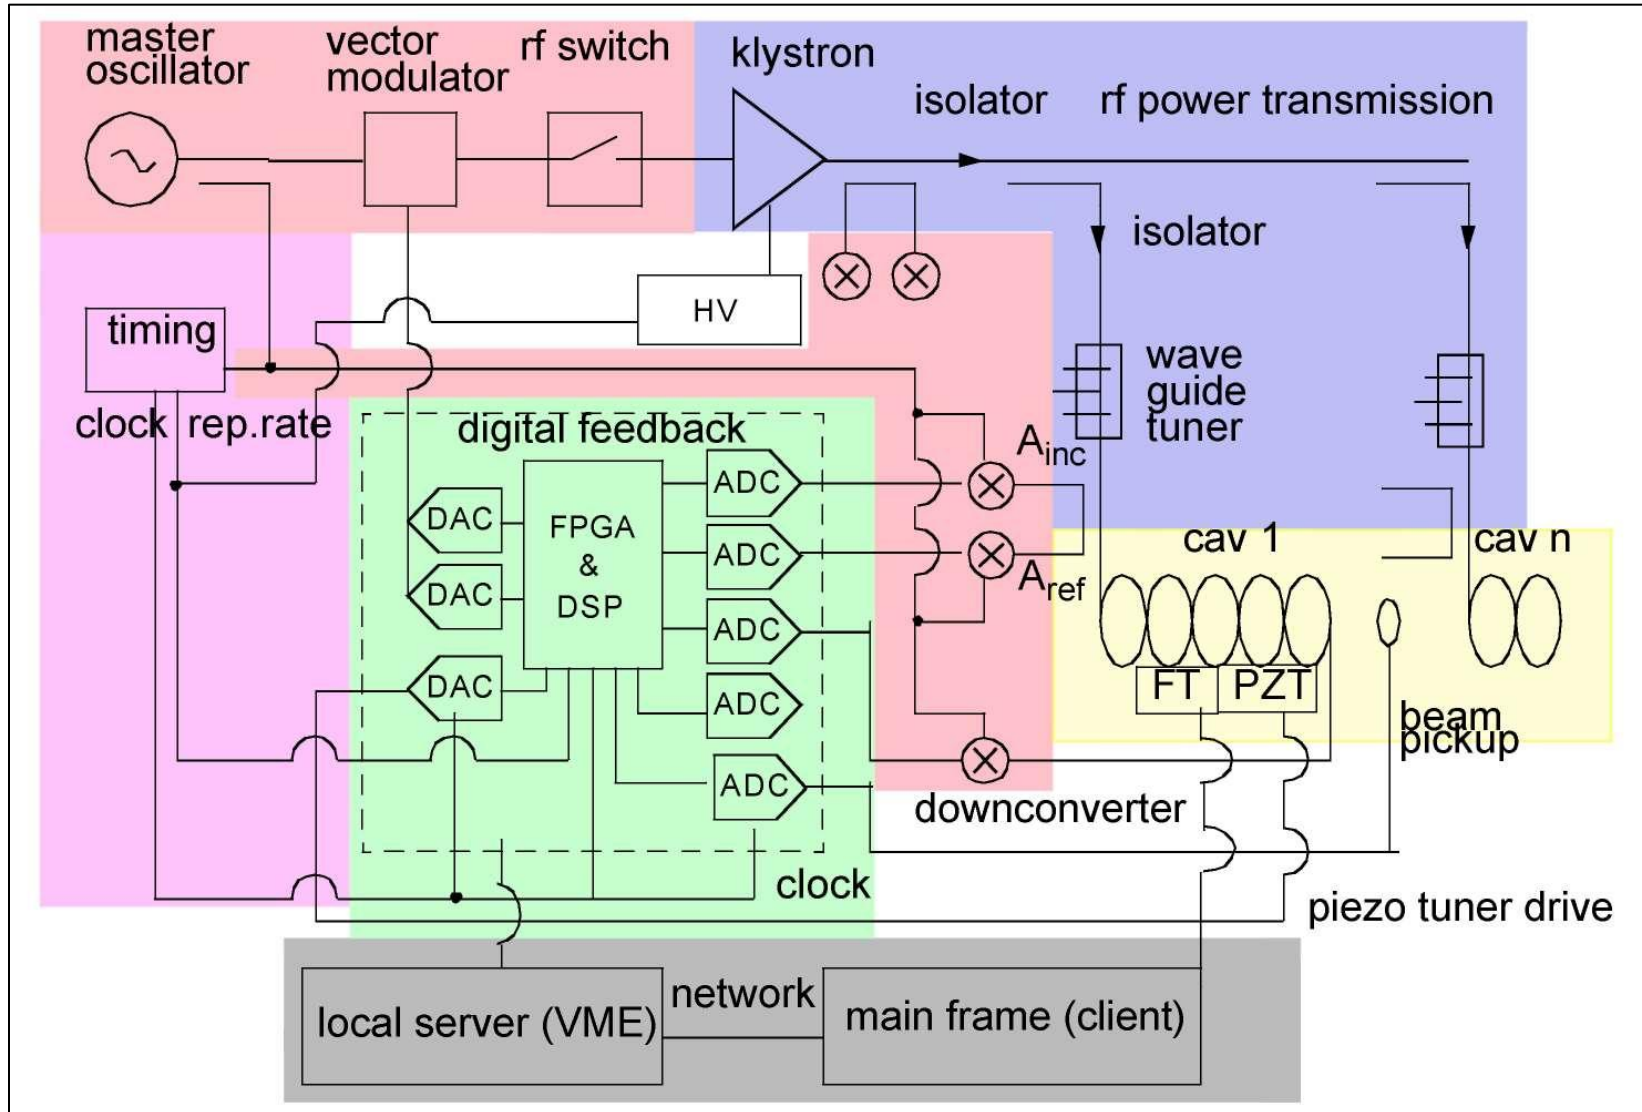 master
oscillator
vector
modulator
rf switch
klystron
isolator
rf power transmission
isolator
HV
timing
clock
rep.rate
wave
guide
tuner
digital feedback
A inc
A ref
DAC
DAC
DAC
FPGA
&
DSP
ADC
ADC
ADC
ADC
ADC
cav 1
cav n
FT
PZT
beam
pickup
downconverter
clock
piezo tuner drive
local server (VME)
network
main frame (client)